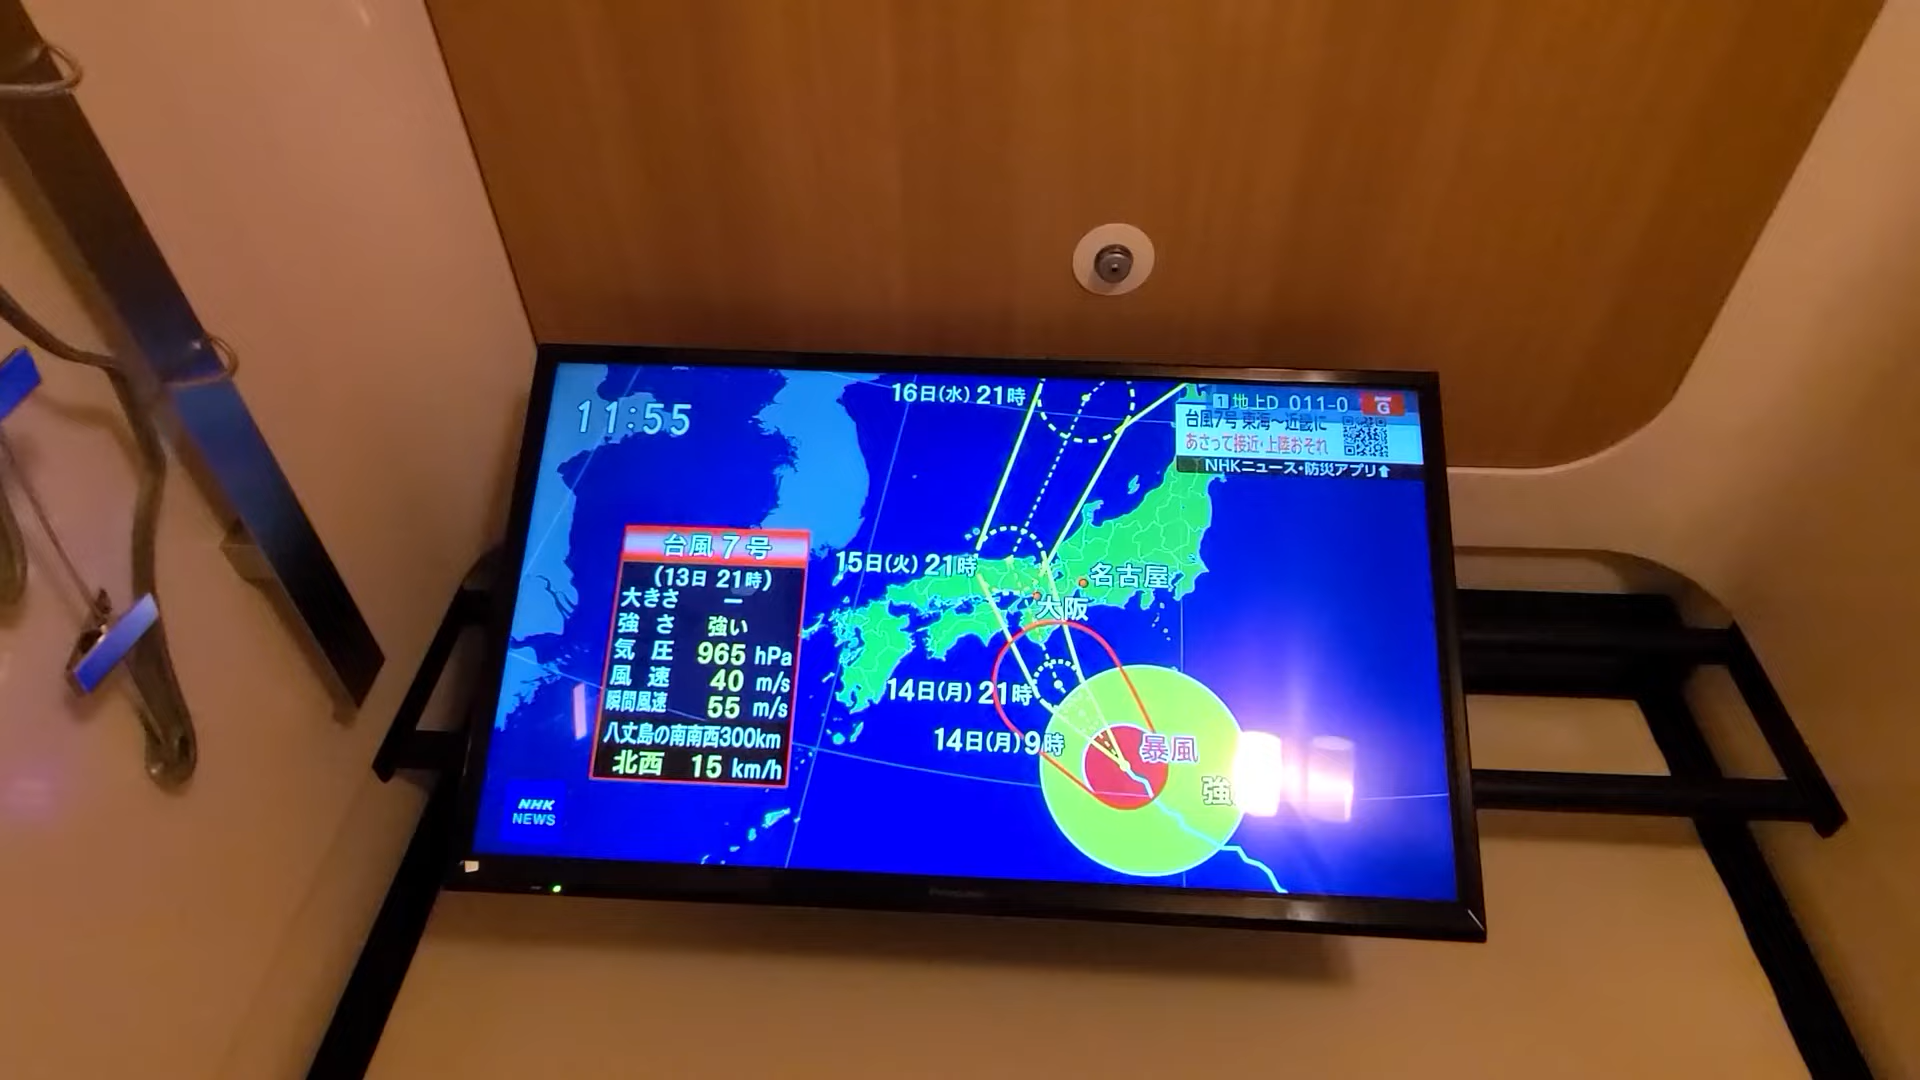 11:55
16日(水) 21時
1 地上D 011-0
G
台風7号 東海～近畿に
あさって接近・上陸おそれ
NHKニュース・防災アプリ⬆
15日(火) 21時
名古屋
大阪
14日(月) 21時
14日(月) 9時
暴風
強
台風7号
(13日 21時)
大きさ ー
強さ 強い
気圧 965 hPa
風速 40 m/s
瞬間風速 55 m/s
八丈島の南南西300km
北西 15 km/h
NHK
NEWS